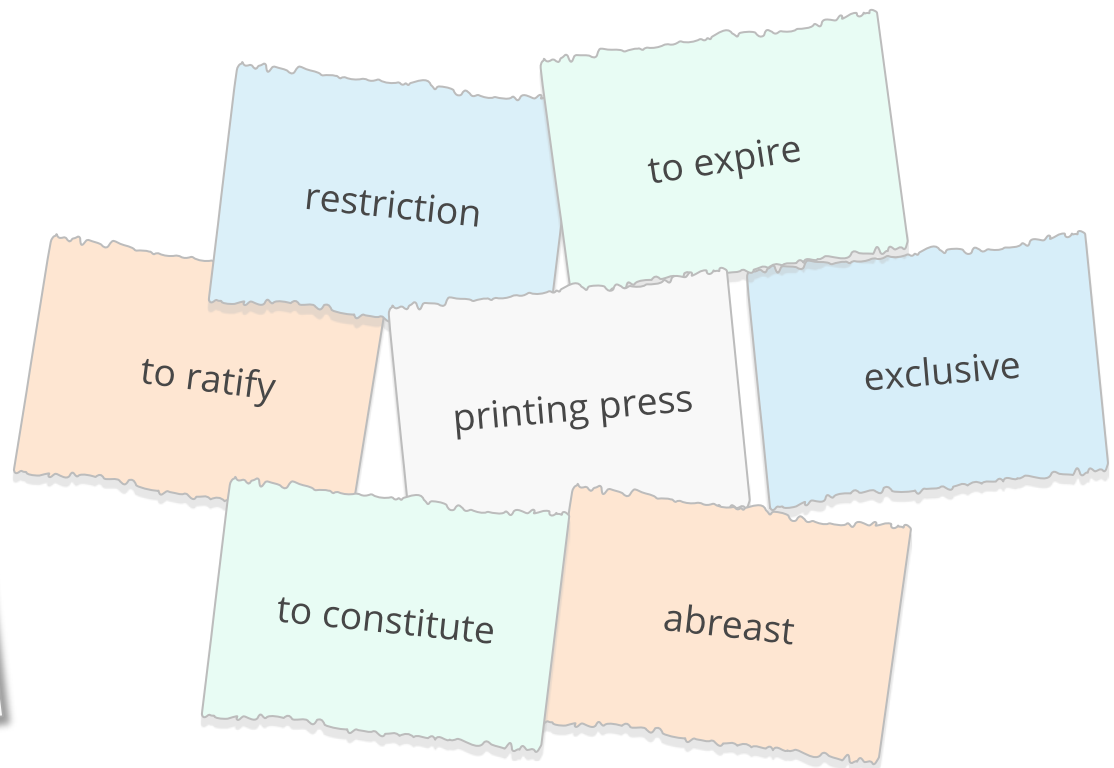 to expire
restriction
to ratify
printing press
exclusive
to constitute
abreast